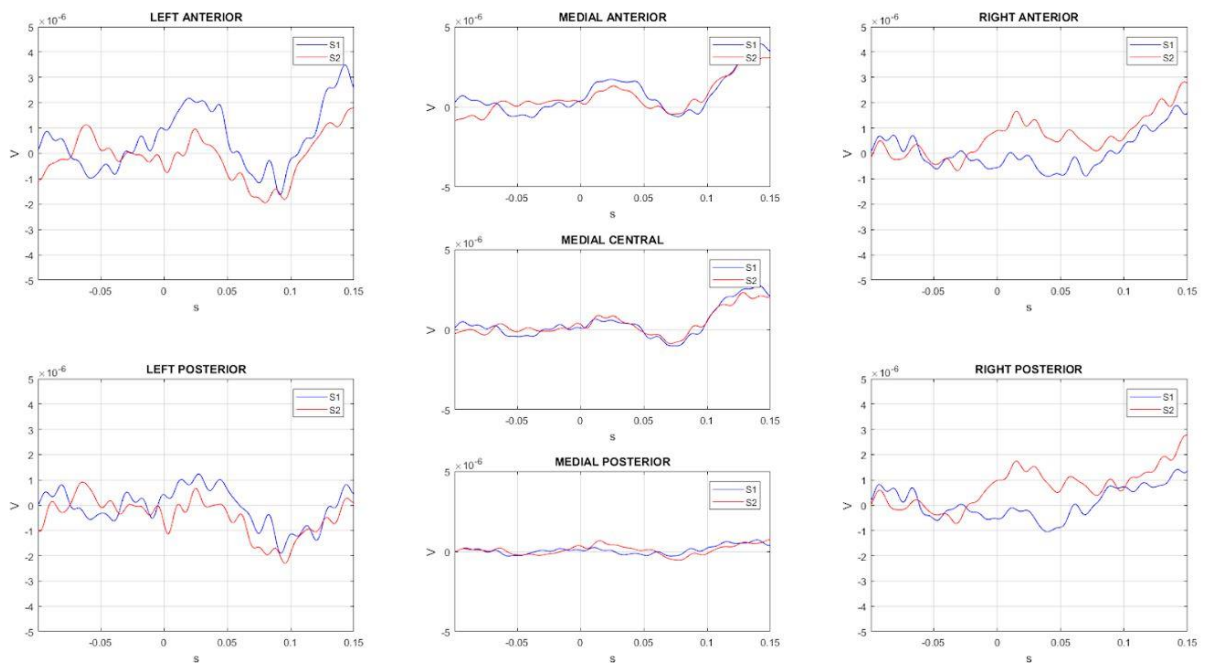 LEFT ANTERIOR
×10⁻⁶
5
4
3
2
1
0
-1
-2
-3
-4
-5
V
S1
S2
-0.05
0
0.05
0.1
0.15
s
MEDIAL ANTERIOR
×10⁻⁶
5
0
-5
V
S1
S2
-0.05
0
0.05
0.1
0.15
s
RIGHT ANTERIOR
×10⁻⁶
5
4
3
2
1
0
-1
-2
-3
-4
-5
V
S1
S2
-0.05
0
0.05
0.1
0.15
s
MEDIAL CENTRAL
×10⁻⁶
5
0
-5
V
S1
S2
-0.05
0
0.05
0.1
0.15
s
LEFT POSTERIOR
×10⁻⁶
5
4
3
2
1
0
-1
-2
-3
-4
-5
V
S1
S2
-0.05
0
0.05
0.1
0.15
s
MEDIAL POSTERIOR
×10⁻⁶
5
0
-5
V
S1
S2
-0.05
0
0.05
0.1
0.15
s
RIGHT POSTERIOR
×10⁻⁶
5
4
3
2
1
0
-1
-2
-3
-4
-5
V
S1
S2
-0.05
0
0.05
0.1
0.15
s